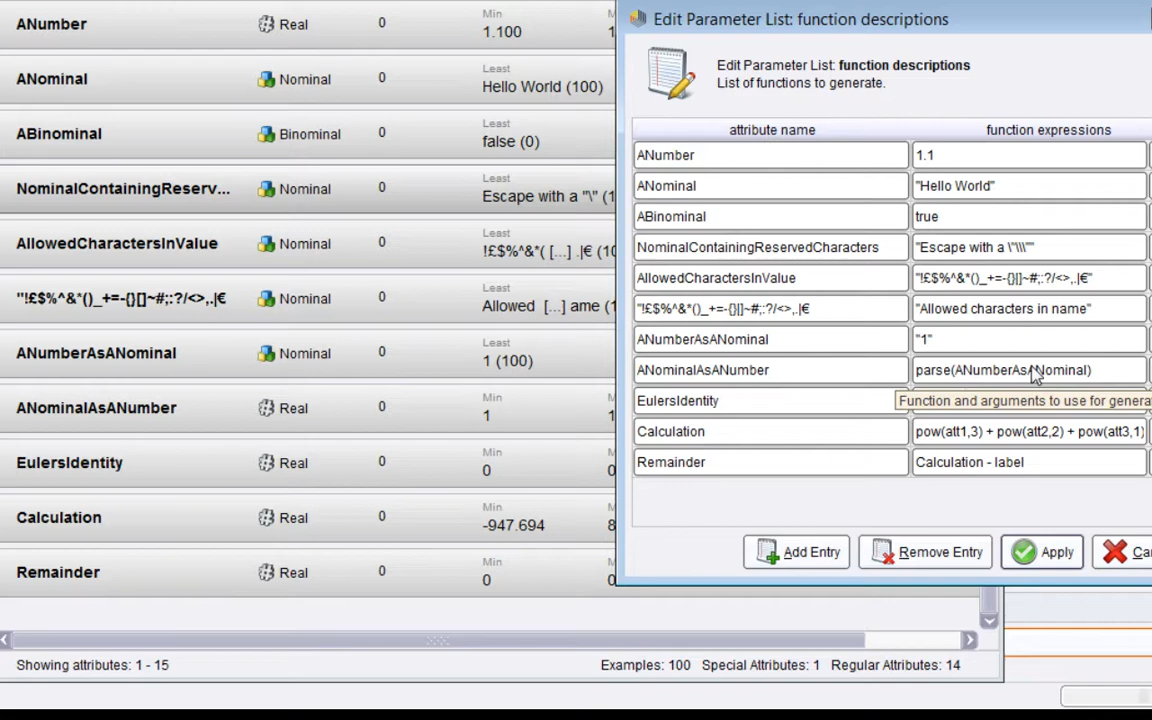 ANumber Real 0 Min 1.100
ANominal Nominal 0 Least Hello World (100)
ABinominal Binominal 0 Least false (0)
NominalContainingReserv... Nominal 0 Least Escape with a "\" (1
AllowedCharactersInValue Nominal 0 Least !£$%^&*( [...] .|€ (10
"!£$%^&*()_+=-{}[]~#;:?/<>,.|€ Nominal 0 Least Allowed [...] ame (1
ANumberAsANominal Nominal 0 Least 1 (100)
ANominalAsANumber Real 0 Min 1
EulersIdentity Real 0 Min 0
Calculation Real 0 Min -947.694
Remainder Real 0 Min 0
Showing attributes: 1 - 15
Examples: 100 Special Attributes: 1 Regular Attributes: 14
Edit Parameter List: function descriptions
Edit Parameter List: function descriptions
List of functions to generate.
attribute name function expressions
ANumber 1.1
ANominal "Hello World"
ABinominal true
NominalContainingReservedCharacters "Escape with a \"\\\""
AllowedCharactersInValue "!£$%^&*()_+=-{}[]~#;:?/<>,.|€"
"!£$%^&*()_+=-{}[]~#;:?/<>,.|€ "Allowed characters in name"
ANumberAsANominal "1"
ANominalAsANumber parse(ANumberAsANominal)
EulersIdentity Function and arguments to use for genera
Calculation pow(att1,3) + pow(att2,2) + pow(att3,1)
Remainder Calculation - label
Add Entry Remove Entry Apply Ca